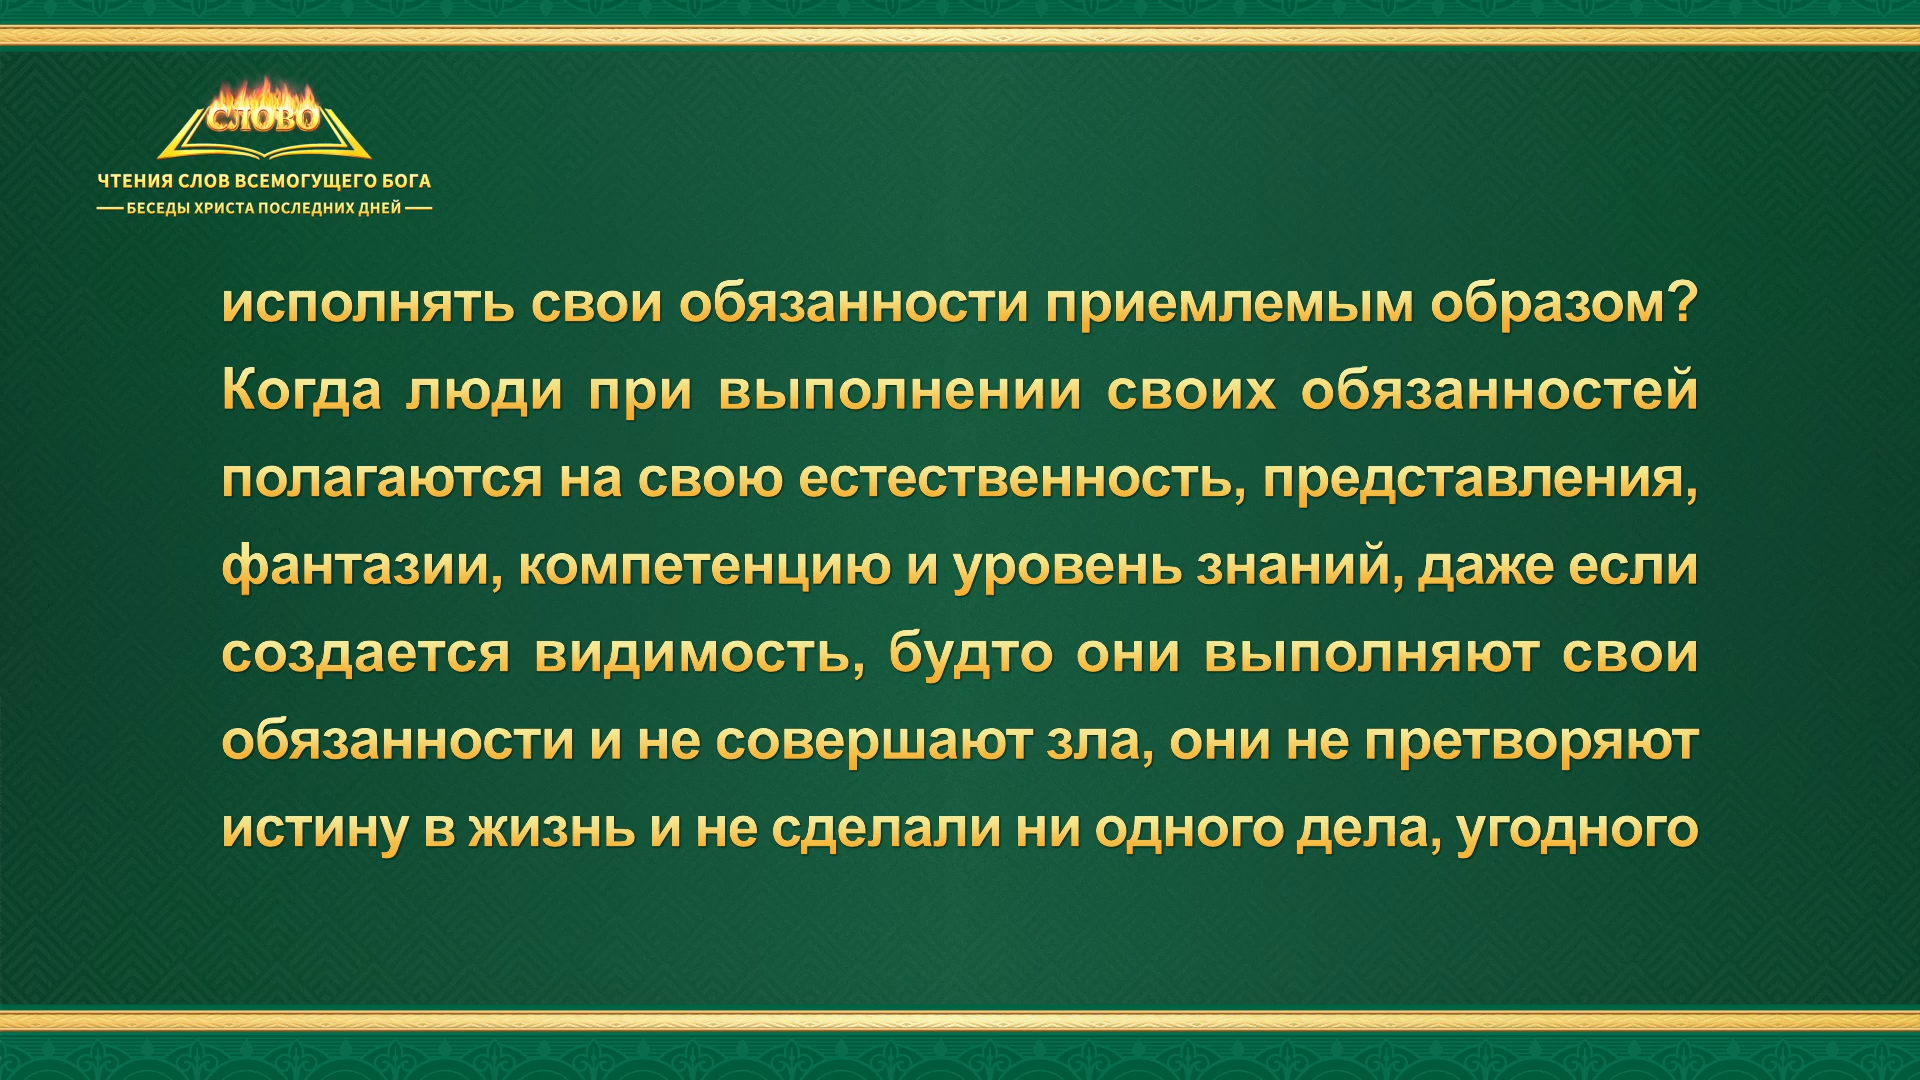 СЛОВО
ЧТЕНИЯ СЛОВ ВСЕМОГУЩЕГО БОГА
БЕСЕДЫ ХРИСТА ПОСЛЕДНИХ ДНЕЙ
исполнять свои обязанности приемлемым образом?
Когда люди при выполнении своих обязанностей
полагаются на свою естественность, представления,
фантазии, компетенцию и уровень знаний, даже если
создается видимость, будто они выполняют свои
обязанности и не совершают зла, они не претворяют
истину в жизнь и не сделали ни одного дела, угодного